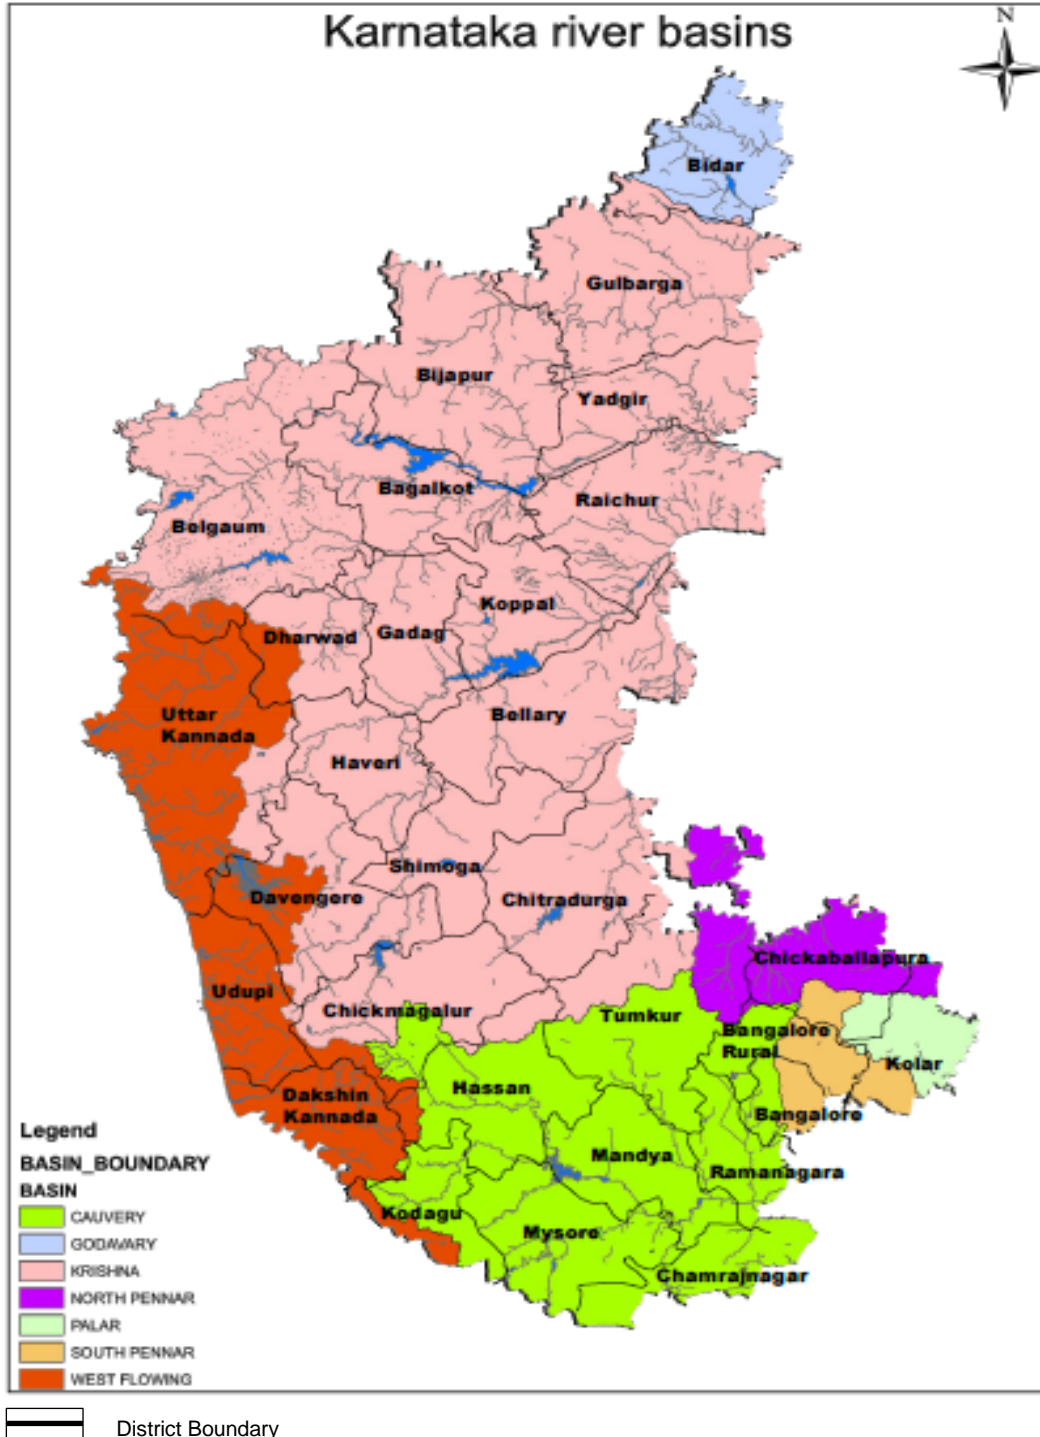 Karnataka river basins
N
Bidar
Gulbarga
Bijapur
Yadgir
Bagalkot
Raichur
Belgaum
Koppal
Dharwad
Gadag
Uttar
Kannada
Bellary
Haveri
Shimoga
Davengere
Chitradurga
Chickaballapura
Udupi
Chickmagalur
Tumkur
Bangalore
Rural
Kolar
Hassan
Dakshin
Kannada
Bangalore
Mandya
Ramanagara
Kodagu
Mysore
Chamrajnagar
Legend
BASIN_BOUNDARY
BASIN
CAUVERY
GODAVARY
KRISHNA
NORTH PENNAR
PALAR
SOUTH PENNAR
WEST FLOWING
District Boundary